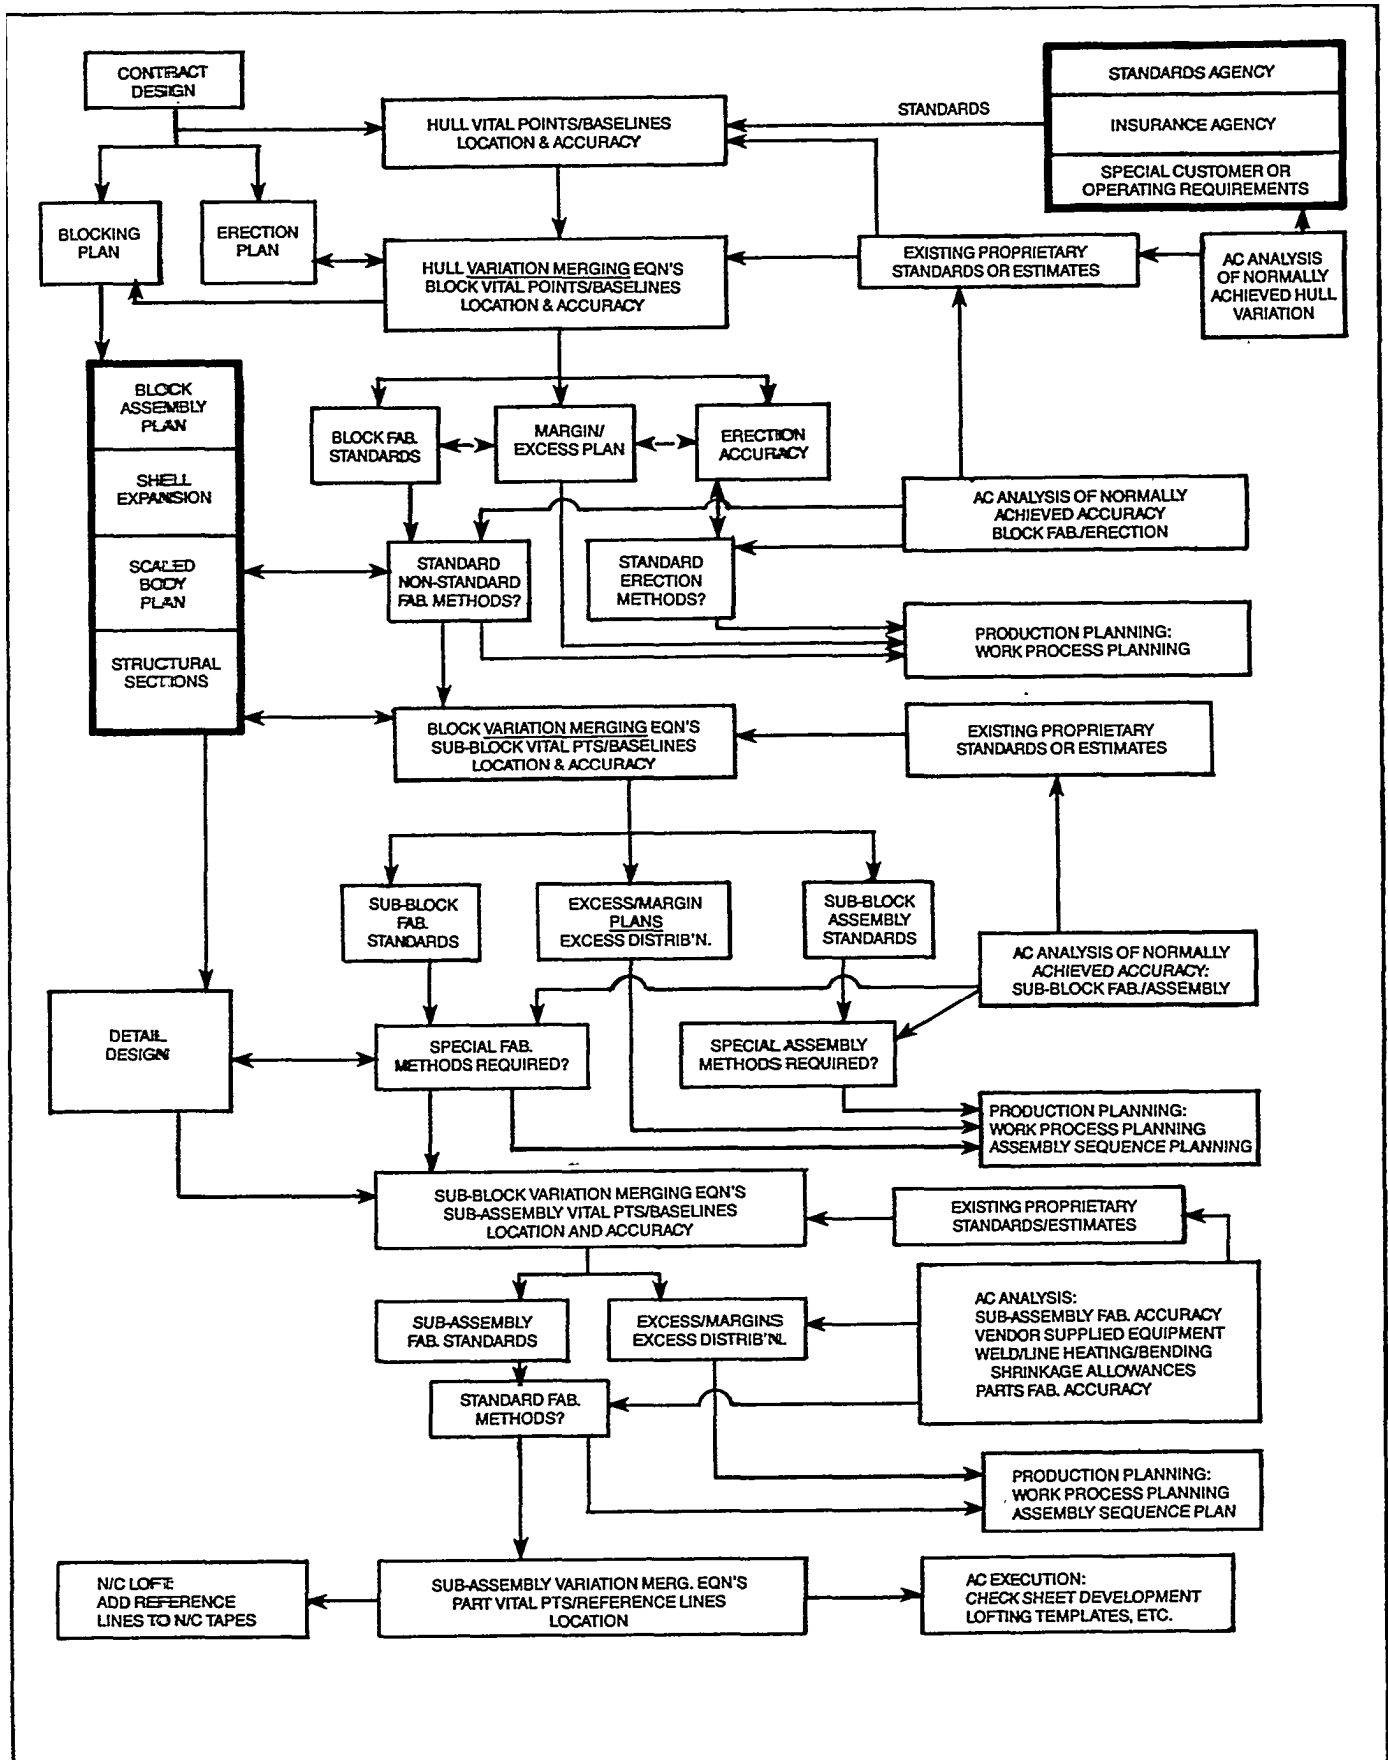 CONTRACT
DESIGN
STANDARDS AGENCY
INSURANCE AGENCY
SPECIAL CUSTOMER OR
OPERATING REQUIREMENTS
STANDARDS
HULL VITAL POINTS/BASELINES
LOCATION & ACCURACY
BLOCKING
PLAN
ERECTION
PLAN
HULL VARIATION MERGING EQN'S
BLOCK VITAL POINTS/BASELINES
LOCATION & ACCURACY
EXISTING PROPRIETARY
STANDARDS OR ESTIMATES
AC ANALYSIS
OF NORMALLY
ACHIEVED HULL
VARIATION
BLOCK
ASSEMBLY
PLAN
SHELL
EXPANSION
SCALED
BODY
PLAN
STRUCTURAL
SECTIONS
BLOCK FAB.
STANDARDS
MARGIN/
EXCESS PLAN
ERECTION
ACCURACY
AC ANALYSIS OF NORMALLY
ACHIEVED ACCURACY
BLOCK FAB./ERECTION
STANDARD
NON-STANDARD
FAB. METHODS?
STANDARD
ERECTION
METHODS?
PRODUCTION PLANNING:
WORK PROCESS PLANNING
BLOCK VARIATION MERGING EQN'S
SUB-BLOCK VITAL PTS/BASELINES
LOCATION & ACCURACY
EXISTING PROPRIETARY
STANDARDS OR ESTIMATES
SUB-BLOCK
FAB.
STANDARDS
EXCESS/MARGIN
PLANS
EXCESS DISTRIB'N.
SUB-BLOCK
ASSEMBLY
STANDARDS
AC ANALYSIS OF NORMALLY
ACHIEVED ACCURACY:
SUB-BLOCK FAB./ASSEMBLY
DETAIL
DESIGN
SPECIAL FAB.
METHODS REQUIRED?
SPECIAL ASSEMBLY
METHODS REQUIRED?
PRODUCTION PLANNING:
WORK PROCESS PLANNING
ASSEMBLY SEQUENCE PLANNING
SUB-BLOCK VARIATION MERGING EQN'S
SUB-ASSEMBLY VITAL PTS/BASELINES
LOCATION AND ACCURACY
EXISTING PROPRIETARY
STANDARDS/ESTIMATES
SUB-ASSEMBLY
FAB. STANDARDS
EXCESS/MARGINS
EXCESS DISTRIB'N.
AC ANALYSIS:
SUB-ASSEMBLY FAB. ACCURACY
VENDOR SUPPLIED EQUIPMENT
WELD/LINE HEATING/BENDING
SHRINKAGE ALLOWANCES
PARTS FAB. ACCURACY
STANDARD FAB.
METHODS?
PRODUCTION PLANNING:
WORK PROCESS PLANNING
ASSEMBLY SEQUENCE PLAN
N/C LOFT:
ADD REFERENCE
LINES TO N/C TAPES
SUB-ASSEMBLY VARIATION MERG. EQN'S
PART VITAL PTS/REFERENCE LINES
LOCATION
AC EXECUTION:
CHECK SHEET DEVELOPMENT
LOFTING TEMPLATES, ETC.